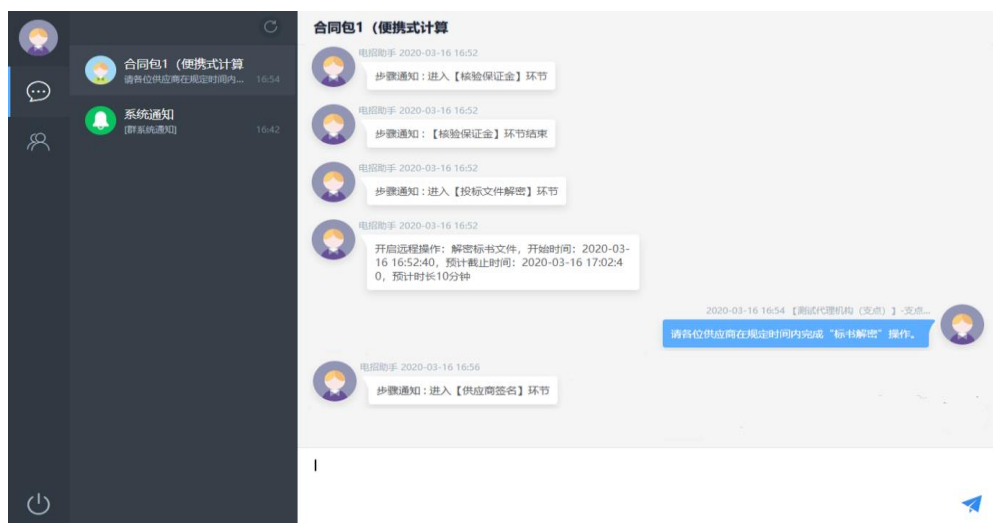 合同包1（便携式计算
请各位供应商在规定时间内... 16:54
系统通知
[群系统通知] 16:42
合同包1（便携式计算
电招助手 2020-03-16 16:52
步骤通知：进入【核验保证金】环节
电招助手 2020-03-16 16:52
步骤通知：【核验保证金】环节结束
电招助手 2020-03-16 16:52
步骤通知：进入【投标文件解密】环节
电招助手 2020-03-16 16:52
开启远程操作：解密标书文件，开始时间：2020-03-
16 16:52:40，预计截止时间：2020-03-16 17:02:4
0，预计时长10分钟
2020-03-16 16:54 【测试代理机构（支点）】-支点...
请各位供应商在规定时间内完成“标书解密”操作。
电招助手 2020-03-16 16:56
步骤通知：进入【供应商签名】环节